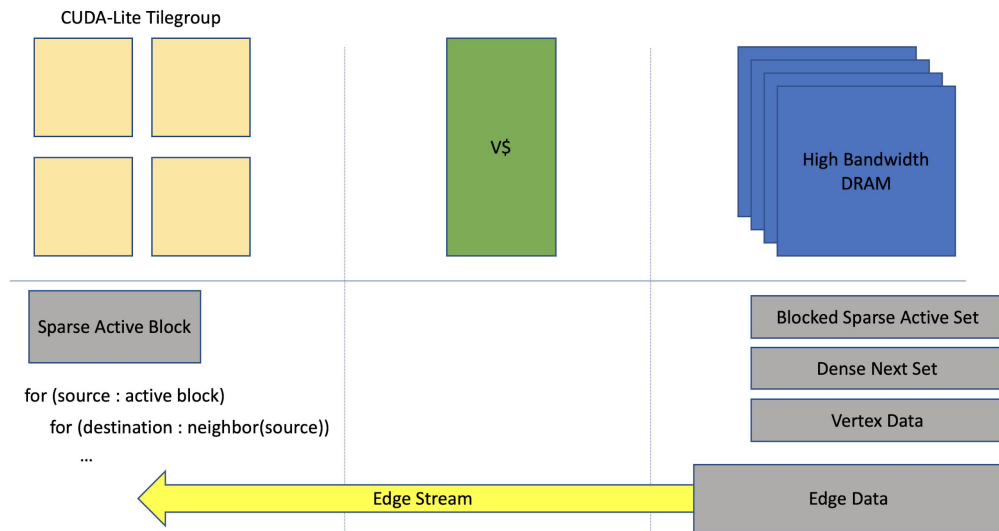 CUDA-Lite Tilegroup
V$
High Bandwidth
DRAM
Sparse Active Block
for (source : active block)
for (destination : neighbor(source))
...
Blocked Sparse Active Set
Dense Next Set
Vertex Data
Edge Stream
Edge Data